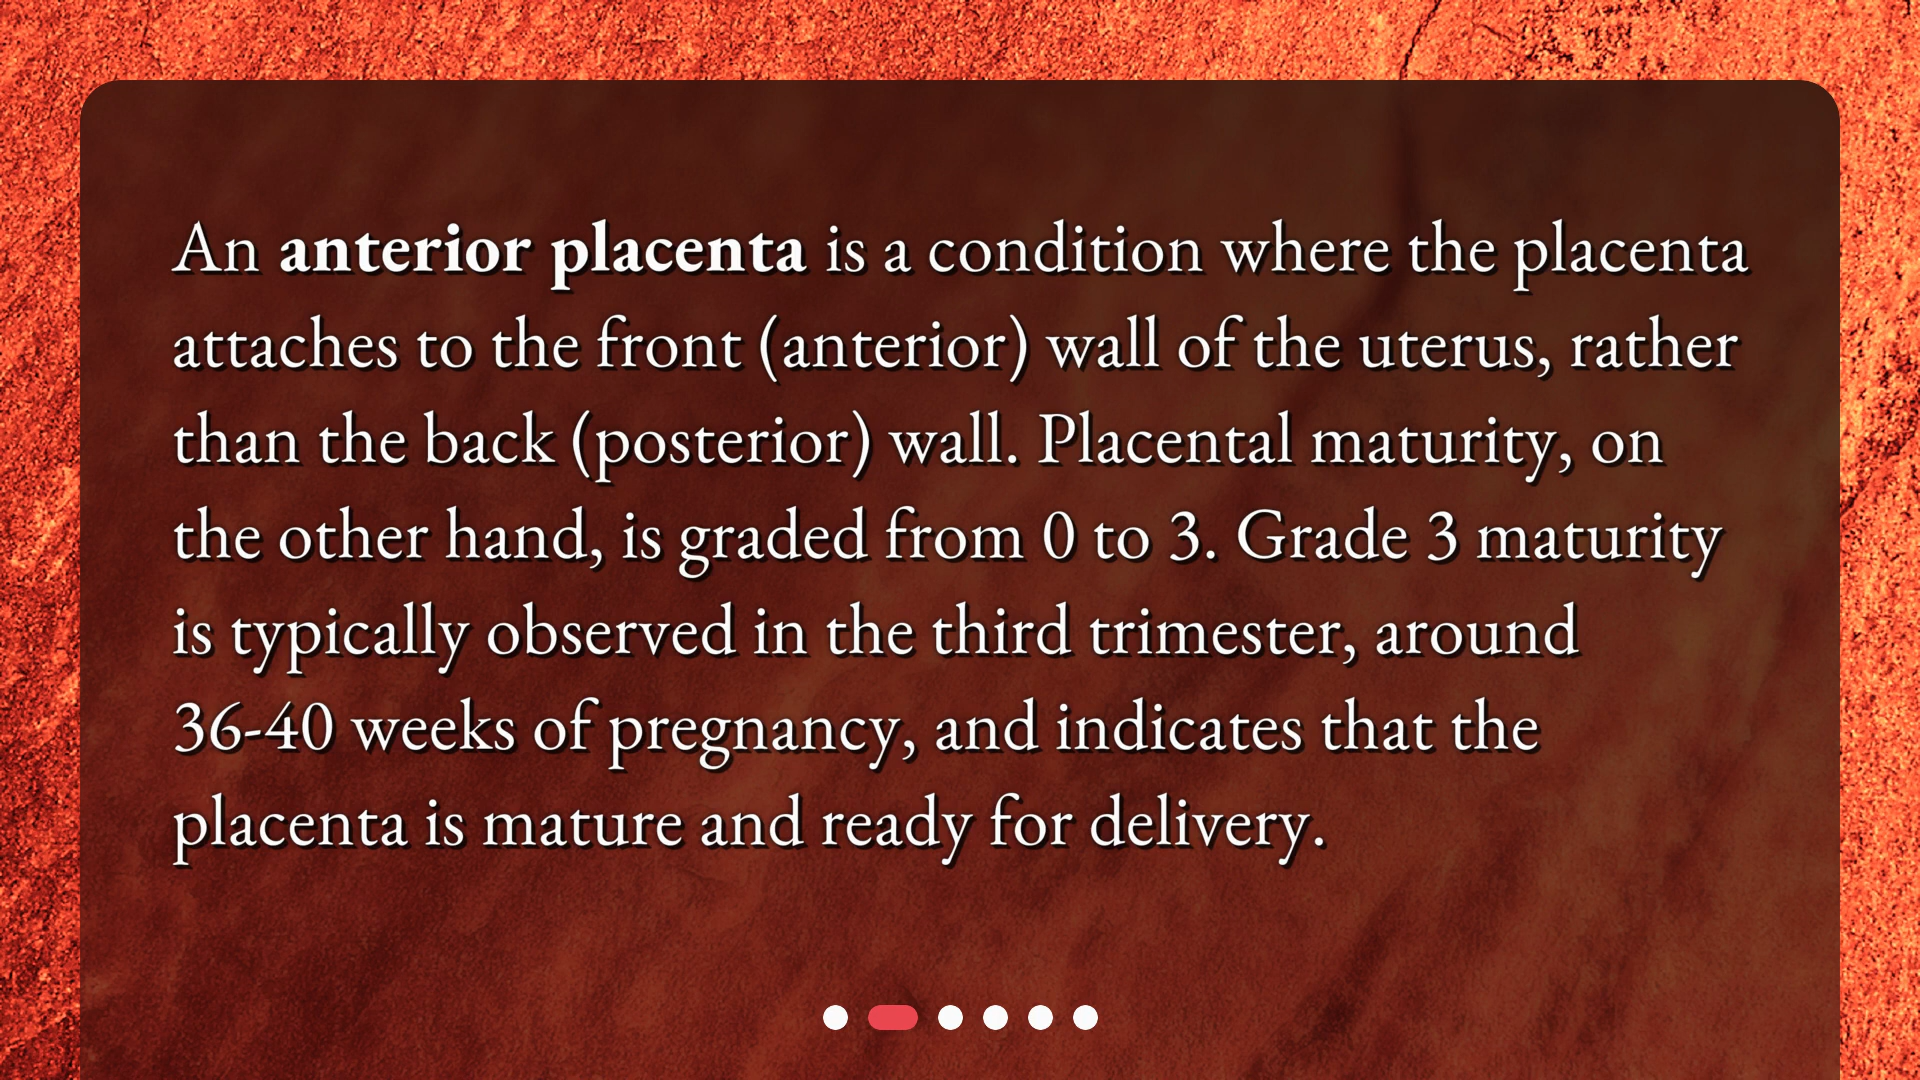 An anterior placenta is a condition where the placenta
attaches to the front (anterior) wall of the uterus, rather
than the back (posterior) wall. Placental maturity, on
the other hand, is graded from 0 to 3. Grade 3 maturity
is typically observed in the third trimester, around
36-40 weeks of pregnancy, and indicates that the
placenta is mature and ready for delivery.